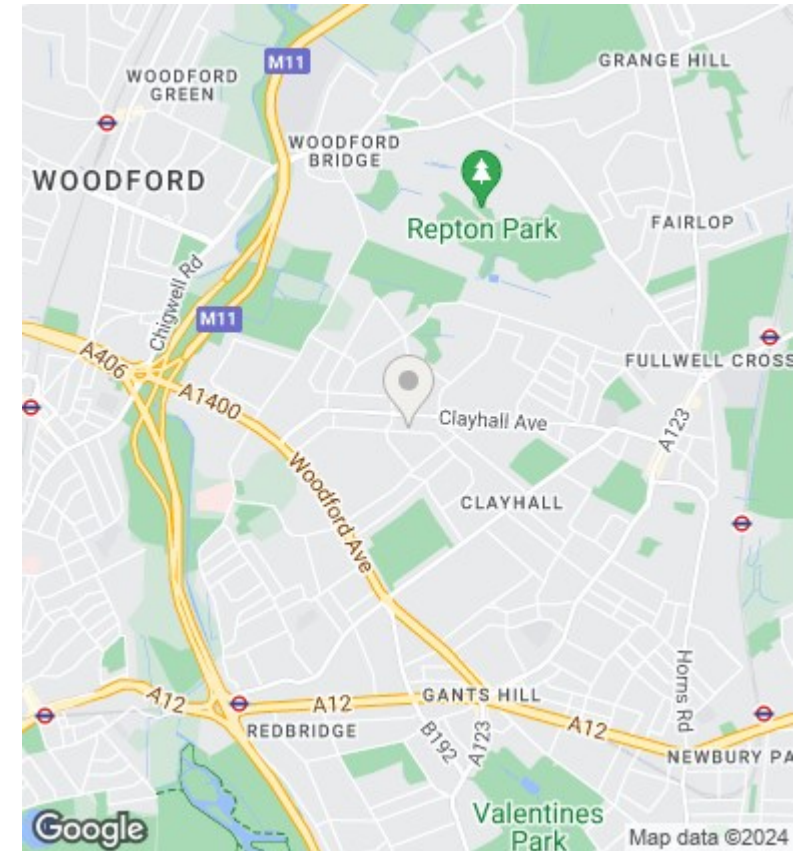 M11
GRANGE HILL
WOODFORD
GREEN
WOODFORD
BRIDGE
WOODFORD
Repton Park
FAIRLOP
Chigwell Rd
M11
A406
FULLWELL CROSS
A1400
Clayhall Ave
A123
Woodford Ave
CLAYHALL
Horns Rd
A12
A12
GANTS HILL
REDBRIDGE
B192
A123
A12
NEWBURY PA
Valentines
Park
Google
Map data ©2024